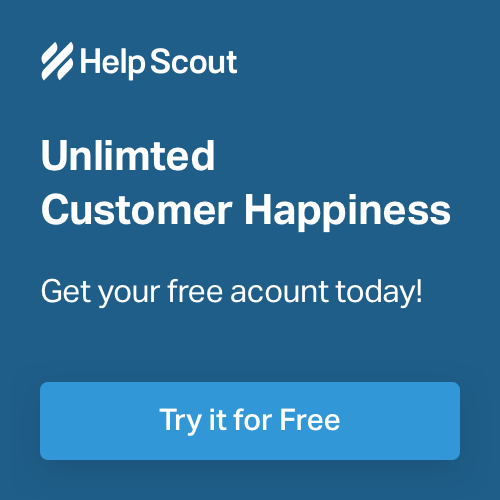 Help Scout
Unlimted
Customer Happiness
Get your free acount today!
Try it for Free